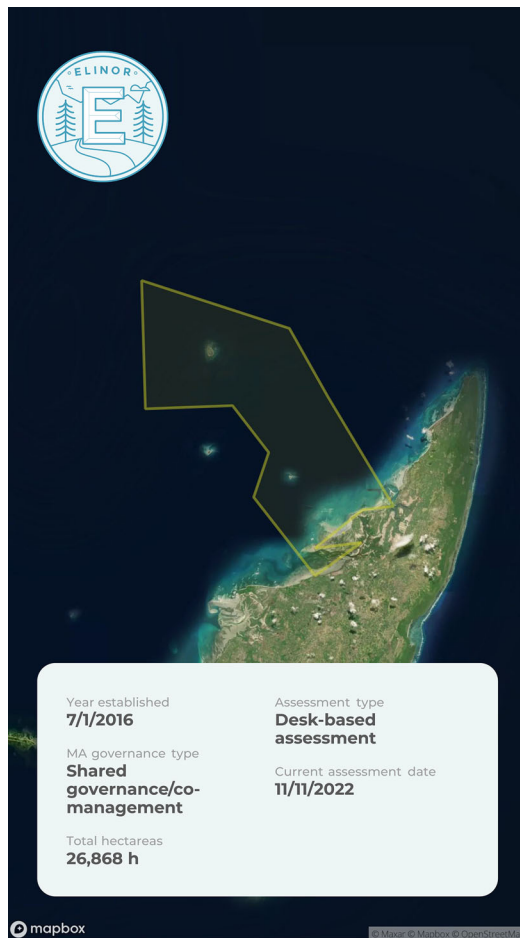 ELINOR
E
Year established
7/1/2016
MA governance type
Shared
governance/co-
management
Total hectareas
26,868 h
Assessment type
Desk-based
assessment
Current assessment date
11/11/2022
mapbox
© Maxar © Mapbox © OpenStreetMa